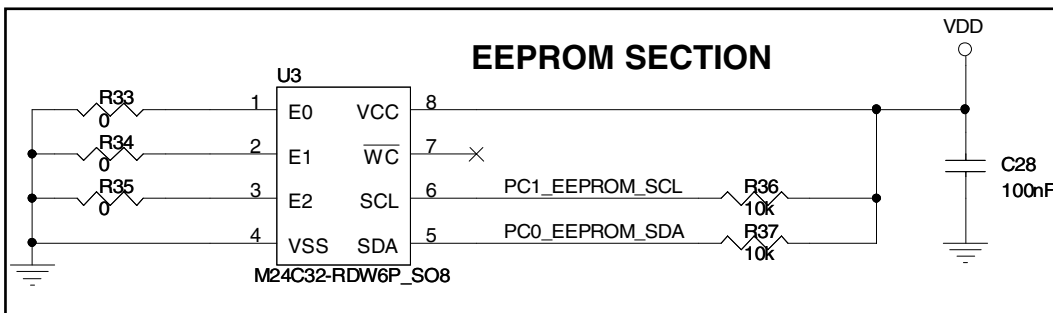 VDD
EEPROM SECTION
U3
R33
0
1
E0
VCC
8
R34
0
2
E1
WC
7
C28
100nF
R35
0
3
E2
SCL
6
PC1_EEPROM_SCL
R36
10k
4
VSS
SDA
5
PC0_EEPROM_SDA
R37
10k
M24C32-RDW6P_SO8